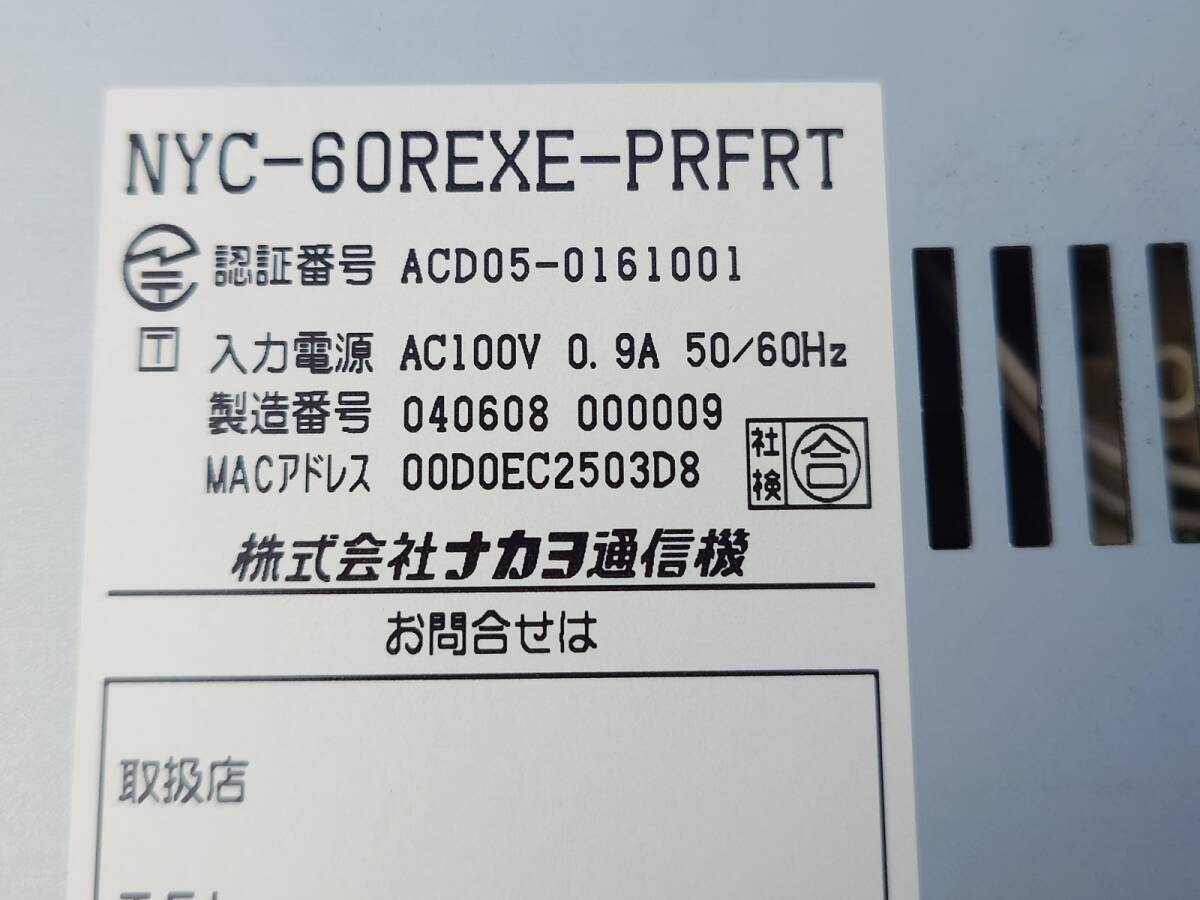 NYC-60REXE-PRFRT
認証番号 ACD05-0161001
T 入力電源 AC100V 0.9A 50/60Hz
製造番号 040608 000009
MACアドレス 00D0EC2503D8
社検 合
株式会社ナカヨ通信機
お問合せは
取扱店